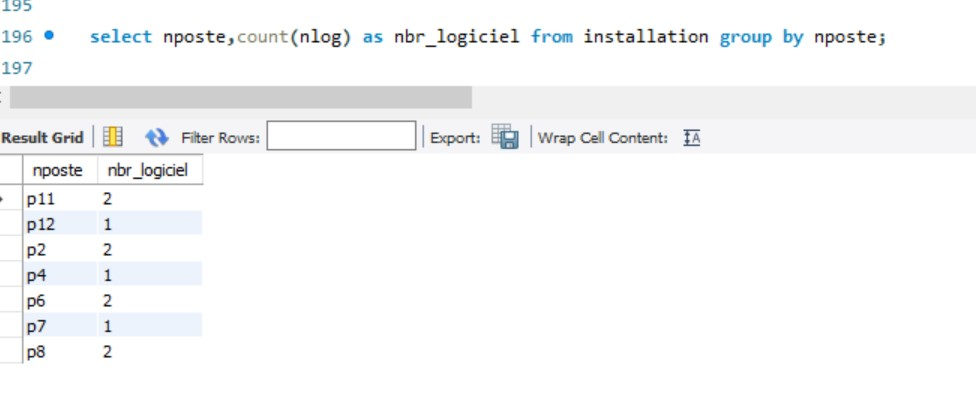 195
196 select nposte,count(nlog) as nbr_logiciel from installation group by nposte;
197
Result Grid Filter Rows: Export: Wrap Cell Content:
nposte nbr_logiciel
p11 2
p12 1
p2 2
p4 1
p6 2
p7 1
p8 2